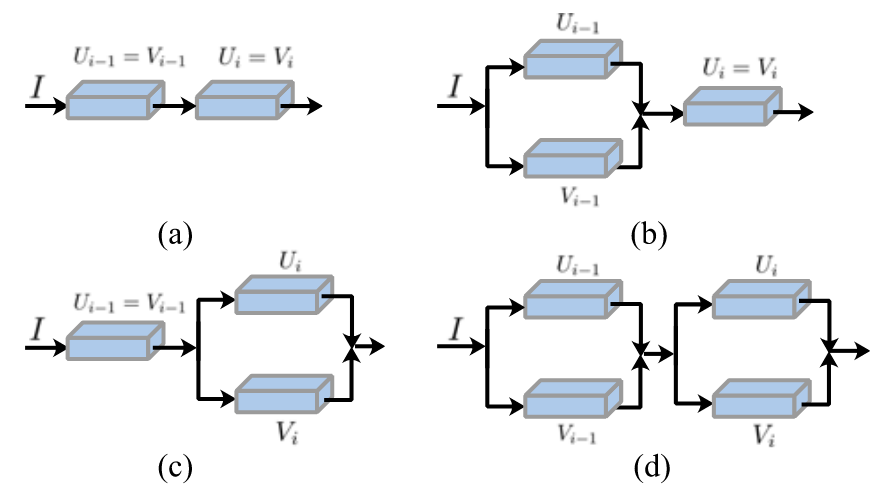 U_{i-1} = V_{i-1}
U_i = V_i
I
(a)
U_{i-1}
U_i = V_i
I
V_{i-1}
(b)
U_i
U_{i-1} = V_{i-1}
I
V_i
(c)
U_{i-1}
U_i
I
V_{i-1}
V_i
(d)